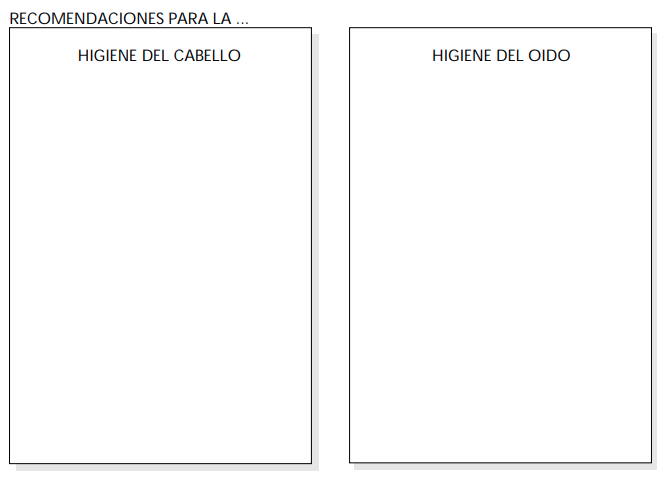 RECOMENDACIONES PARA LA ...
HIGIENE DEL CABELLO
HIGIENE DEL OIDO